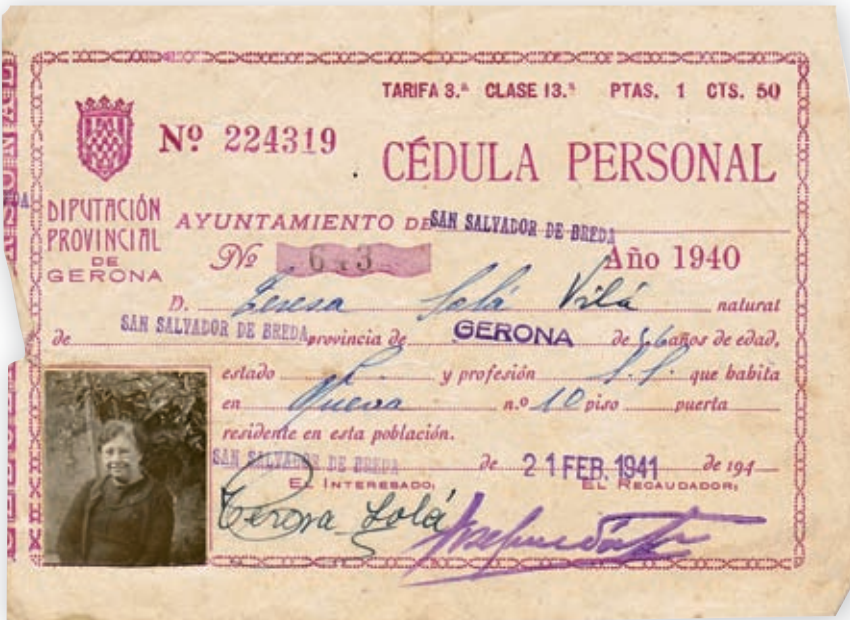 TARIFA 3.ª CLASE 13.ª PTAS. 1 CTS. 50
Nº 224319
CÉDULA PERSONAL
DIPUTACIÓN
PROVINCIAL
DE
GERONA
AYUNTAMIENTO DE SAN SALVADOR DE BREDA
Nº 643 Año 1940
D. Teresa Solá Vilá natural
de SAN SALVADOR DE BREDA provincia de GERONA de años de edad,
estado y profesión S.L. que habita
en Nueva n.º 10 piso puerta
residente en esta población.
SAN SALVADOR DE BREDA de 21 FEB. 1941 de 194
EL INTERESADO, EL RECAUDADOR,
Teresa Solá